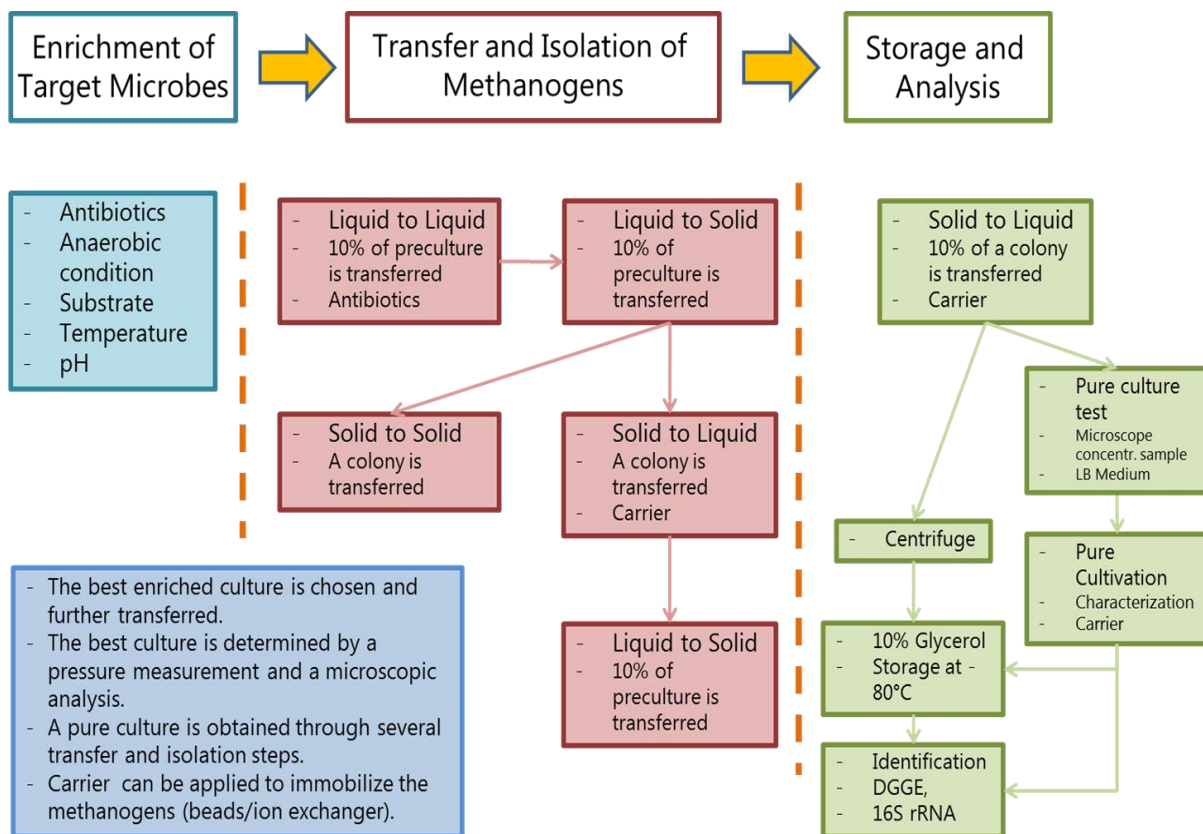 Enrichment of
Target Microbes
Transfer and Isolation of
Methanogens
Storage and
Analysis
- Antibiotics
- Anaerobic
condition
- Substrate
- Temperature
- pH
- Liquid to Liquid
- 10% of preculture
is transferred
- Antibiotics
- Liquid to Solid
- 10% of
preculture is
transferred
- Solid to Solid
- A colony is
transferred
- Solid to Liquid
- A colony is
transferred
- Carrier
- Liquid to Solid
- 10% of
preculture is
transferred
- The best enriched culture is chosen and
further transferred.
- The best culture is determined by a
pressure measurement and a microscopic
analysis.
- A pure culture is obtained through several
transfer and isolation steps.
- Carrier can be applied to immobilize the
methanogens (beads/ion exchanger).
- Solid to Liquid
- 10% of a colony
is transferred
- Carrier
- Pure culture
test
- Microscope
concentr. sample
- LB Medium
- Centrifuge
- Pure
Cultivation
- Characterization
- Carrier
- 10% Glycerol
- Storage at -
80°C
- Identification
- DGGE,
- 16S rRNA